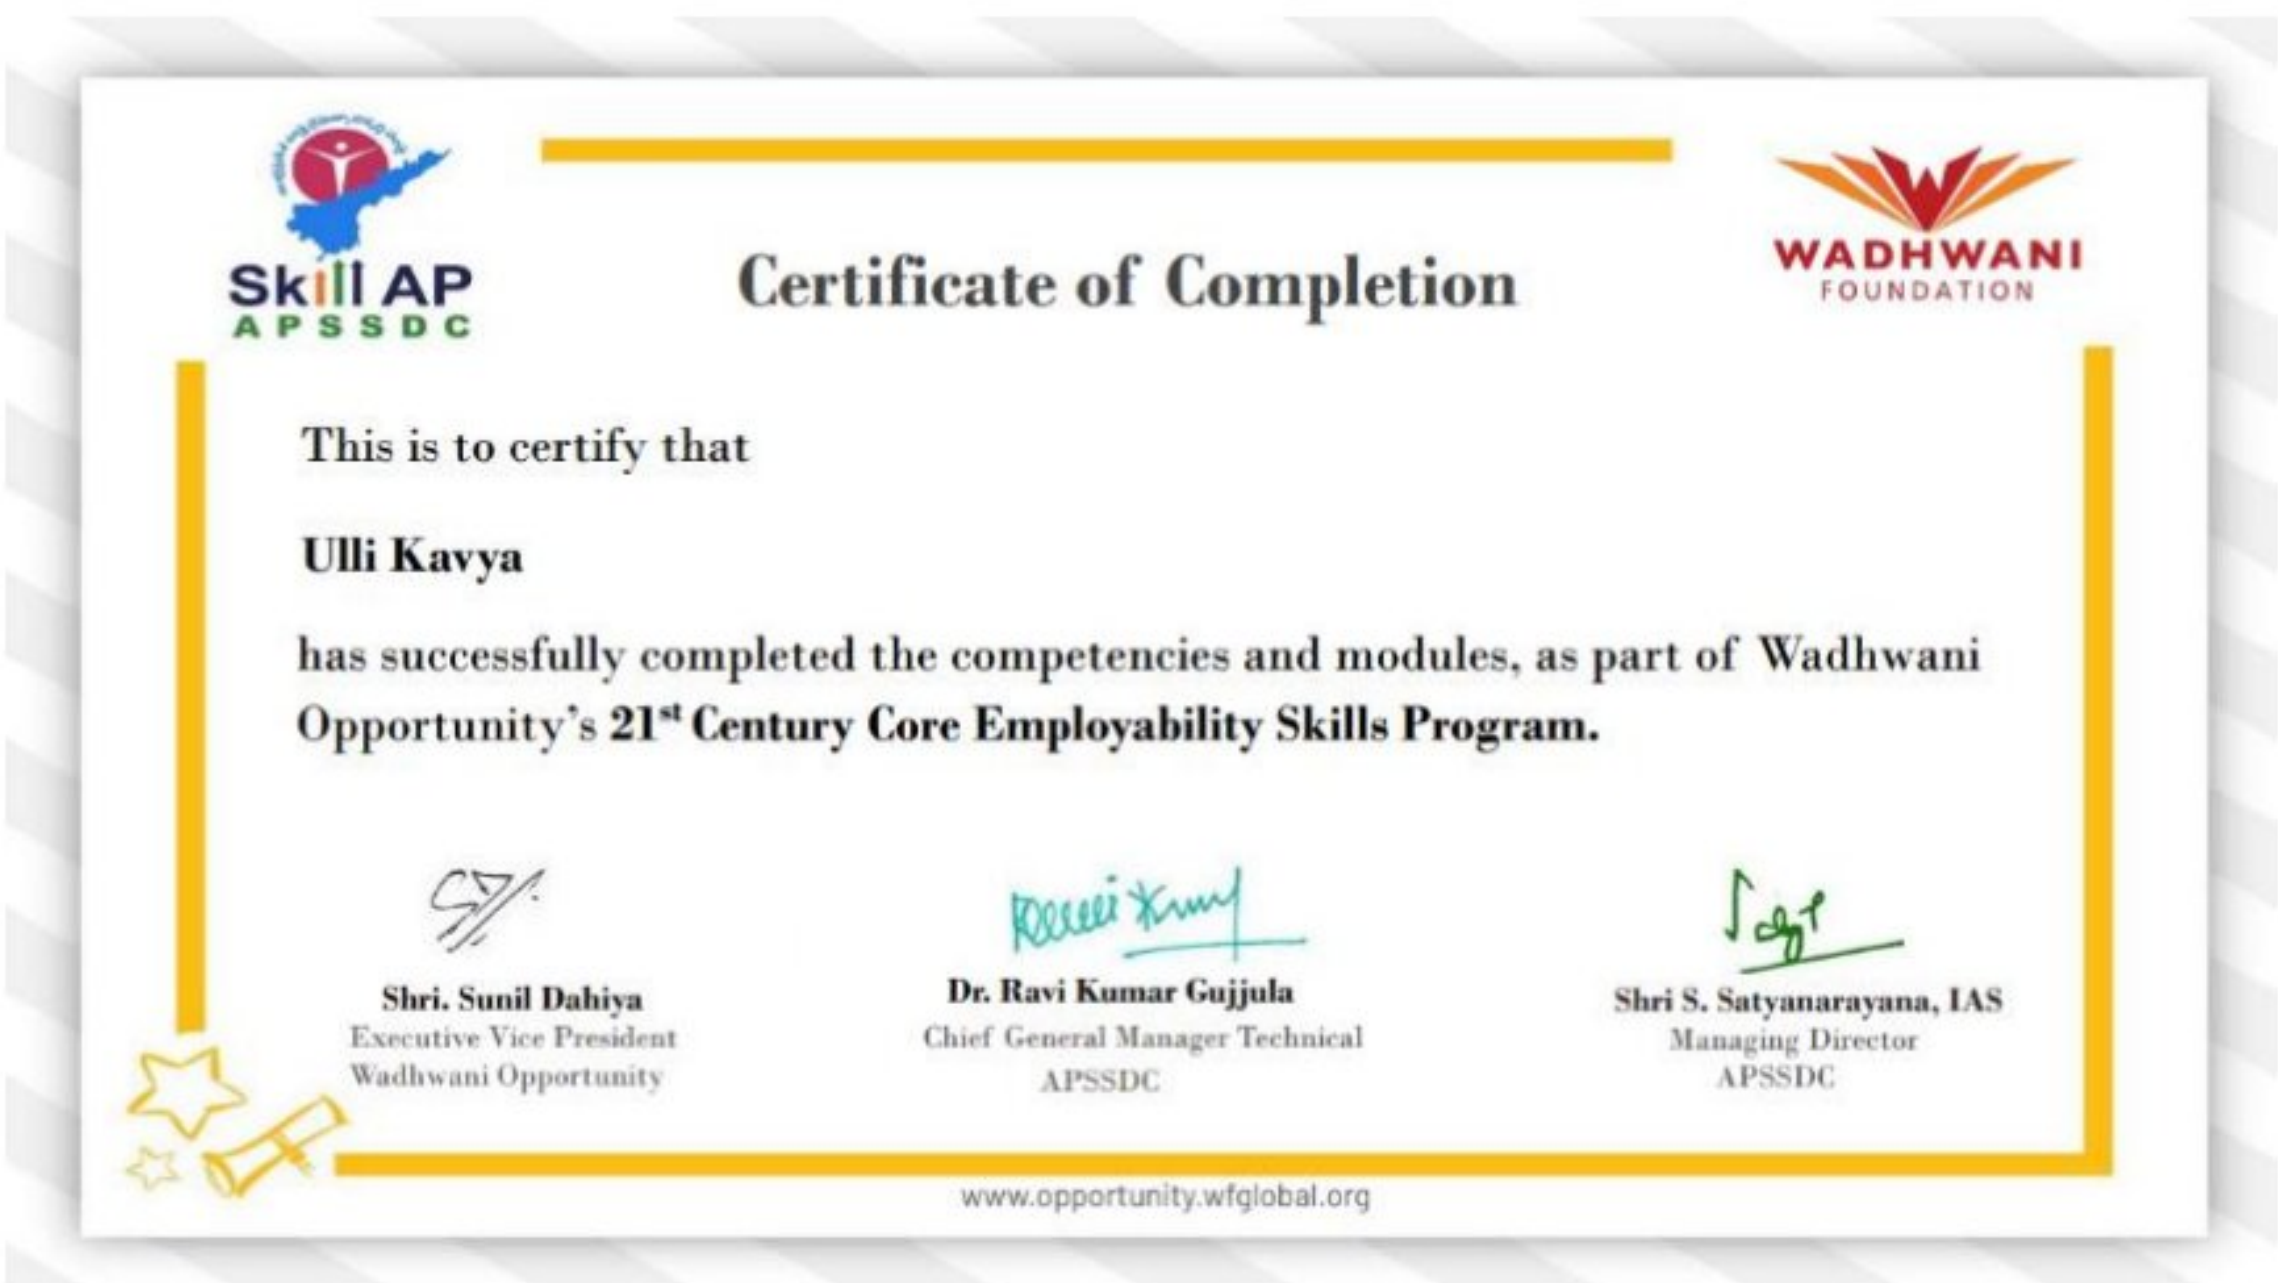 Skill AP
APSSDC
WADHWANI
FOUNDATION
Certificate of Completion
This is to certify that
Ulli Kavya
has successfully completed the competencies and modules, as part of Wadhwani
Opportunity's 21st Century Core Employability Skills Program.
Shri. Sunil Dahiya
Executive Vice President
Wadhwani Opportunity
Dr. Ravi Kumar Gujjula
Chief General Manager Technical
APSSDC
Shri S. Satyanarayana, IAS
Managing Director
APSSDC
www.opportunity.wfglobal.org